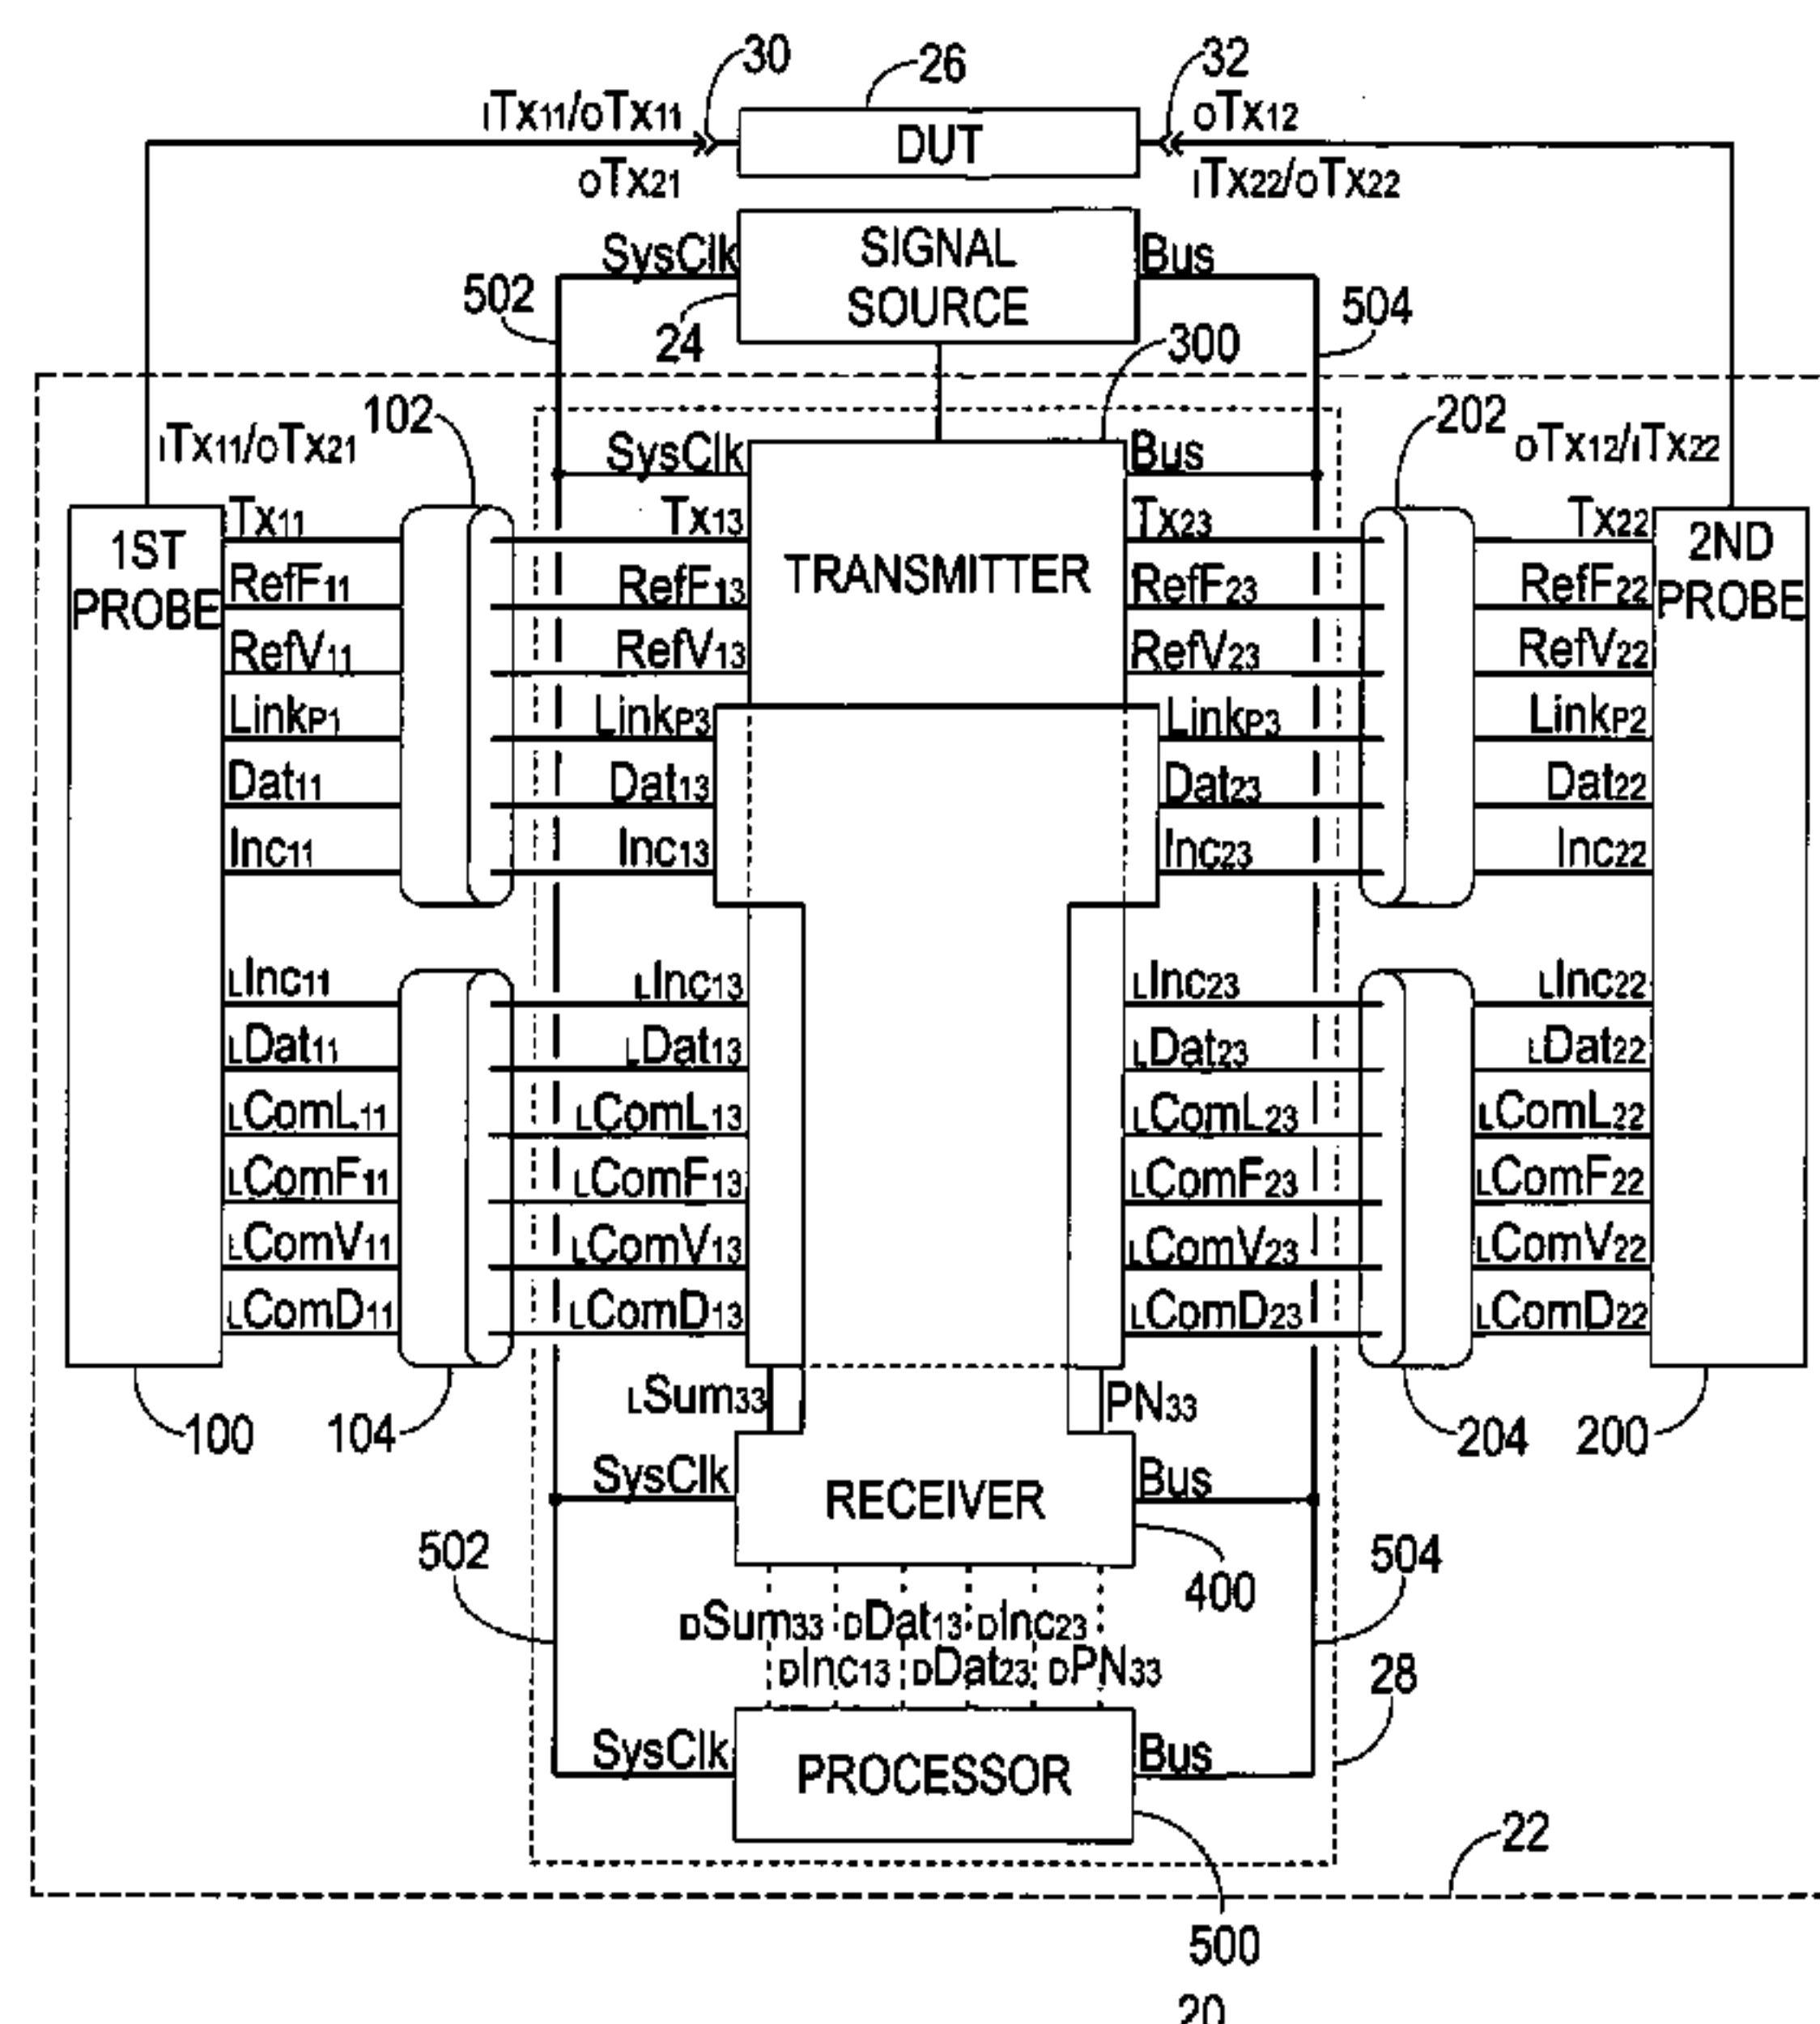 30 26 32
iTx11/oTx11 DUT oTx12
oTx21 iTx22/oTx22
SysClk SIGNAL SOURCE Bus
502 24 300 504
iTx11/oTx21 102 202 oTx12/iTx22
SysClk Bus
1ST PROBE TRANSMITTER 2ND PROBE
Tx11 Tx13 Tx23 Tx22
RefF11 RefF13 RefF23 RefF22
RefV11 RefV13 RefV23 RefV22
LinkP1 LinkP3 LinkP3 LinkP2
Dat11 Dat13 Dat23 Dat22
Inc11 Inc13 Inc23 Inc22
LInc11 LInc13 LInc23 LInc22
LDat11 LDat13 LDat23 LDat22
LComL11 LComL13 LComL23 LComL22
LComF11 LComF13 LComF23 LComF22
LComV11 LComV13 LComV23 LComV22
LComD11 LComD13 LComD23 LComD22
LSum33 PN33
100 104 204 200
SysClk RECEIVER Bus
502 400 504
DSum33 DDat13 DInc23
DInc13 DDat23 DPN33
28
SysClk PROCESSOR Bus
22
500
20